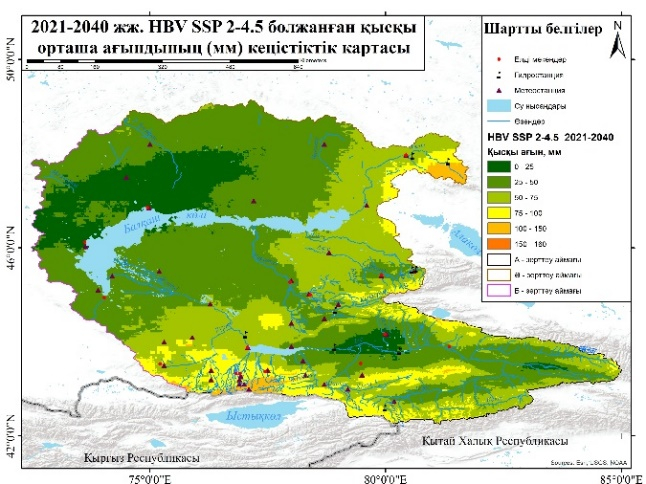 2021-2040 жж. HBV SSP 2-4.5 болжанған қысқы
орташа ағындының (мм) кеңістіктік картасы
Шартты белгілер
N
Елді мекендер
Гидростанция
Метеостанция
Су нысандары
Өзендер
HBV SSP 2-4.5 2021-2040
Қысқы ағын, мм
0 - 25
25 - 50
50 - 75
75 - 100
100 - 150
150 - 180
А - зерттеу аймағы
Ә - зерттеу аймағы
Б - зерттеу аймағы
50°0'0"N
46°0'0"N
42°0'0"N
Балқаш көлі
Алакөл
Ыстықкөл
Қырғыз Республикасы
Қытай Халық Республикасы
Sources: Esri, USGS, NOAA
75°0'0"E
80°0'0"E
85°0'0"E